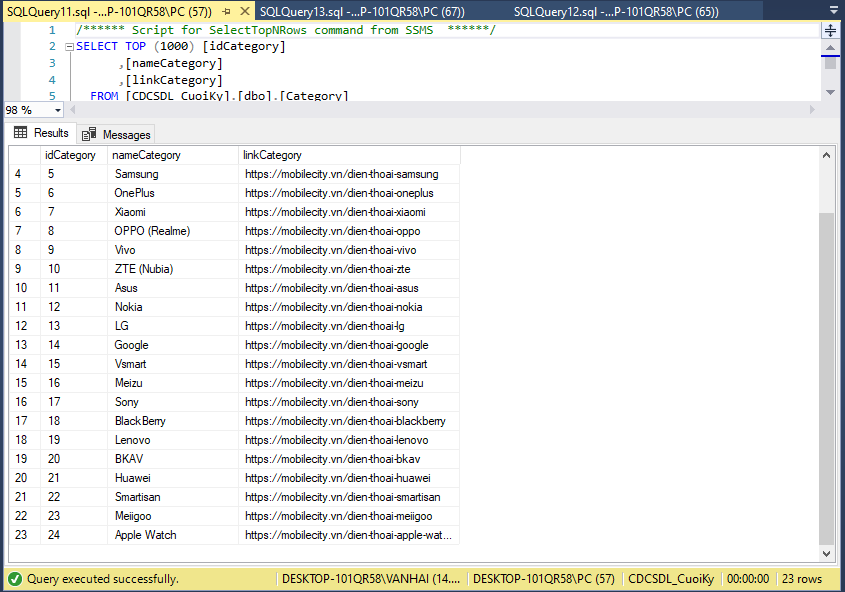 SQLQuery11.sql -...P-101QR58\PC (57)) SQLQuery13.sql -...P-101QR58\PC (67)) SQLQuery12.sql -...P-101QR58\PC (65))
1 /****** Script for SelectTopNRows command from SSMS ******/
2 SELECT TOP (1000) [idCategory]
3 ,[nameCategory]
4 ,[linkCategory]
5 FROM [CDCSDL_CuoiKy].[dbo].[Category]
98 %
Results Messages
idCategory nameCategory linkCategory
4 5 Samsung https://mobilecity.vn/dien-thoai-samsung
5 6 OnePlus https://mobilecity.vn/dien-thoai-oneplus
6 7 Xiaomi https://mobilecity.vn/dien-thoai-xiaomi
7 8 OPPO (Realme) https://mobilecity.vn/dien-thoai-oppo
8 9 Vivo https://mobilecity.vn/dien-thoai-vivo
9 10 ZTE (Nubia) https://mobilecity.vn/dien-thoai-zte
10 11 Asus https://mobilecity.vn/dien-thoai-asus
11 12 Nokia https://mobilecity.vn/dien-thoai-nokia
12 13 LG https://mobilecity.vn/dien-thoai-lg
13 14 Google https://mobilecity.vn/dien-thoai-google
14 15 Vsmart https://mobilecity.vn/dien-thoai-vsmart
15 16 Meizu https://mobilecity.vn/dien-thoai-meizu
16 17 Sony https://mobilecity.vn/dien-thoai-sony
17 18 BlackBerry https://mobilecity.vn/dien-thoai-blackberry
18 19 Lenovo https://mobilecity.vn/dien-thoai-lenovo
19 20 BKAV https://mobilecity.vn/dien-thoai-bkav
20 21 Huawei https://mobilecity.vn/dien-thoai-huawei
21 22 Smartisan https://mobilecity.vn/dien-thoai-smartisan
22 23 Meiigoo https://mobilecity.vn/dien-thoai-meiigoo
23 24 Apple Watch https://mobilecity.vn/dien-thoai-apple-wat...
Query executed successfully. DESKTOP-101QR58\VANHAI (14.... DESKTOP-101QR58\PC (57) CDCSDL_CuoiKy 00:00:00 23 rows